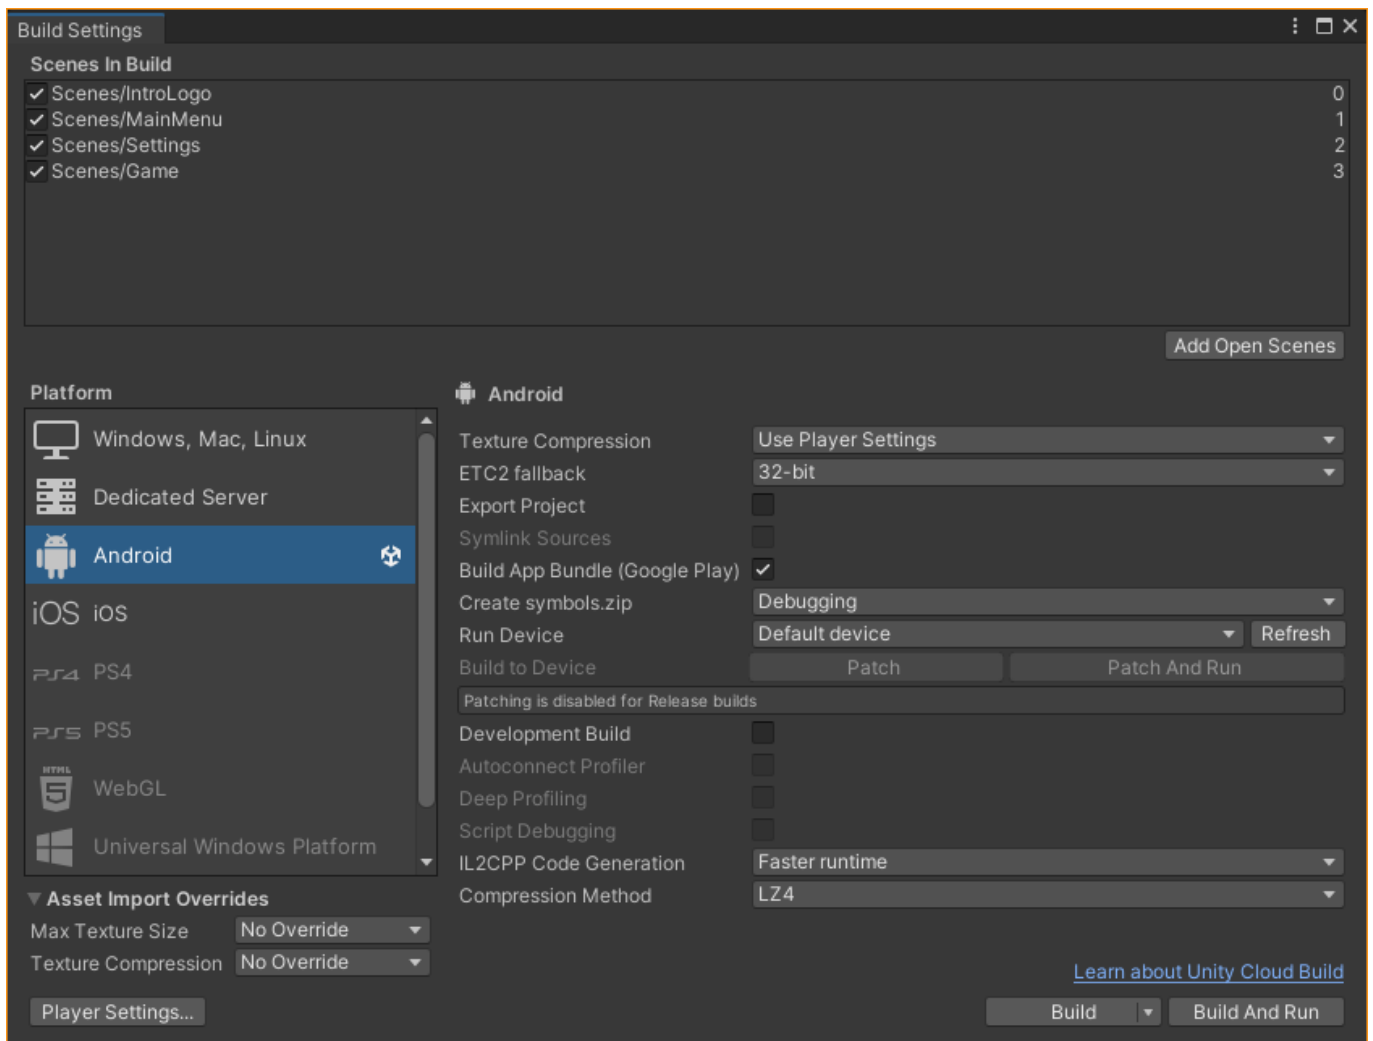 Build Settings
Scenes In Build
Scenes/IntroLogo 0
Scenes/MainMenu 1
Scenes/Settings 2
Scenes/Game 3
Add Open Scenes
Platform
Windows, Mac, Linux
Dedicated Server
Android
iOS iOS
PS4 PS4
PS5 PS5
HTML 5 WebGL
Universal Windows Platform
Asset Import Overrides
Max Texture Size No Override
Texture Compression No Override
Player Settings...
Android
Texture Compression Use Player Settings
ETC2 fallback 32-bit
Export Project
Symlink Sources
Build App Bundle (Google Play)
Create symbols.zip Debugging
Run Device Default device Refresh
Build to Device Patch Patch And Run
Patching is disabled for Release builds
Development Build
Autoconnect Profiler
Deep Profiling
Script Debugging
IL2CPP Code Generation Faster runtime
Compression Method LZ4
Learn about Unity Cloud Build
Build Build And Run